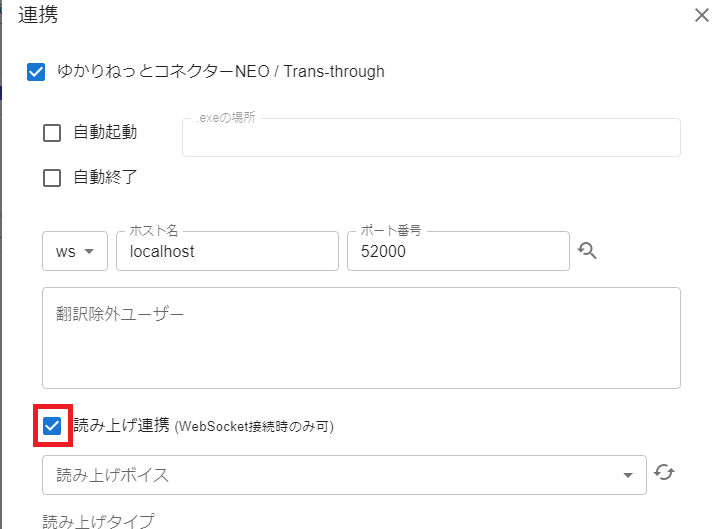 連携
ゆかりねっとコネクターNEO / Trans-through
自動起動
.exeの場所
自動終了
ws
ホスト名
localhost
ポート番号
52000
翻訳除外ユーザー
読み上げ連携 (WebSocket接続時のみ可)
読み上げボイス
読み上げタイプ